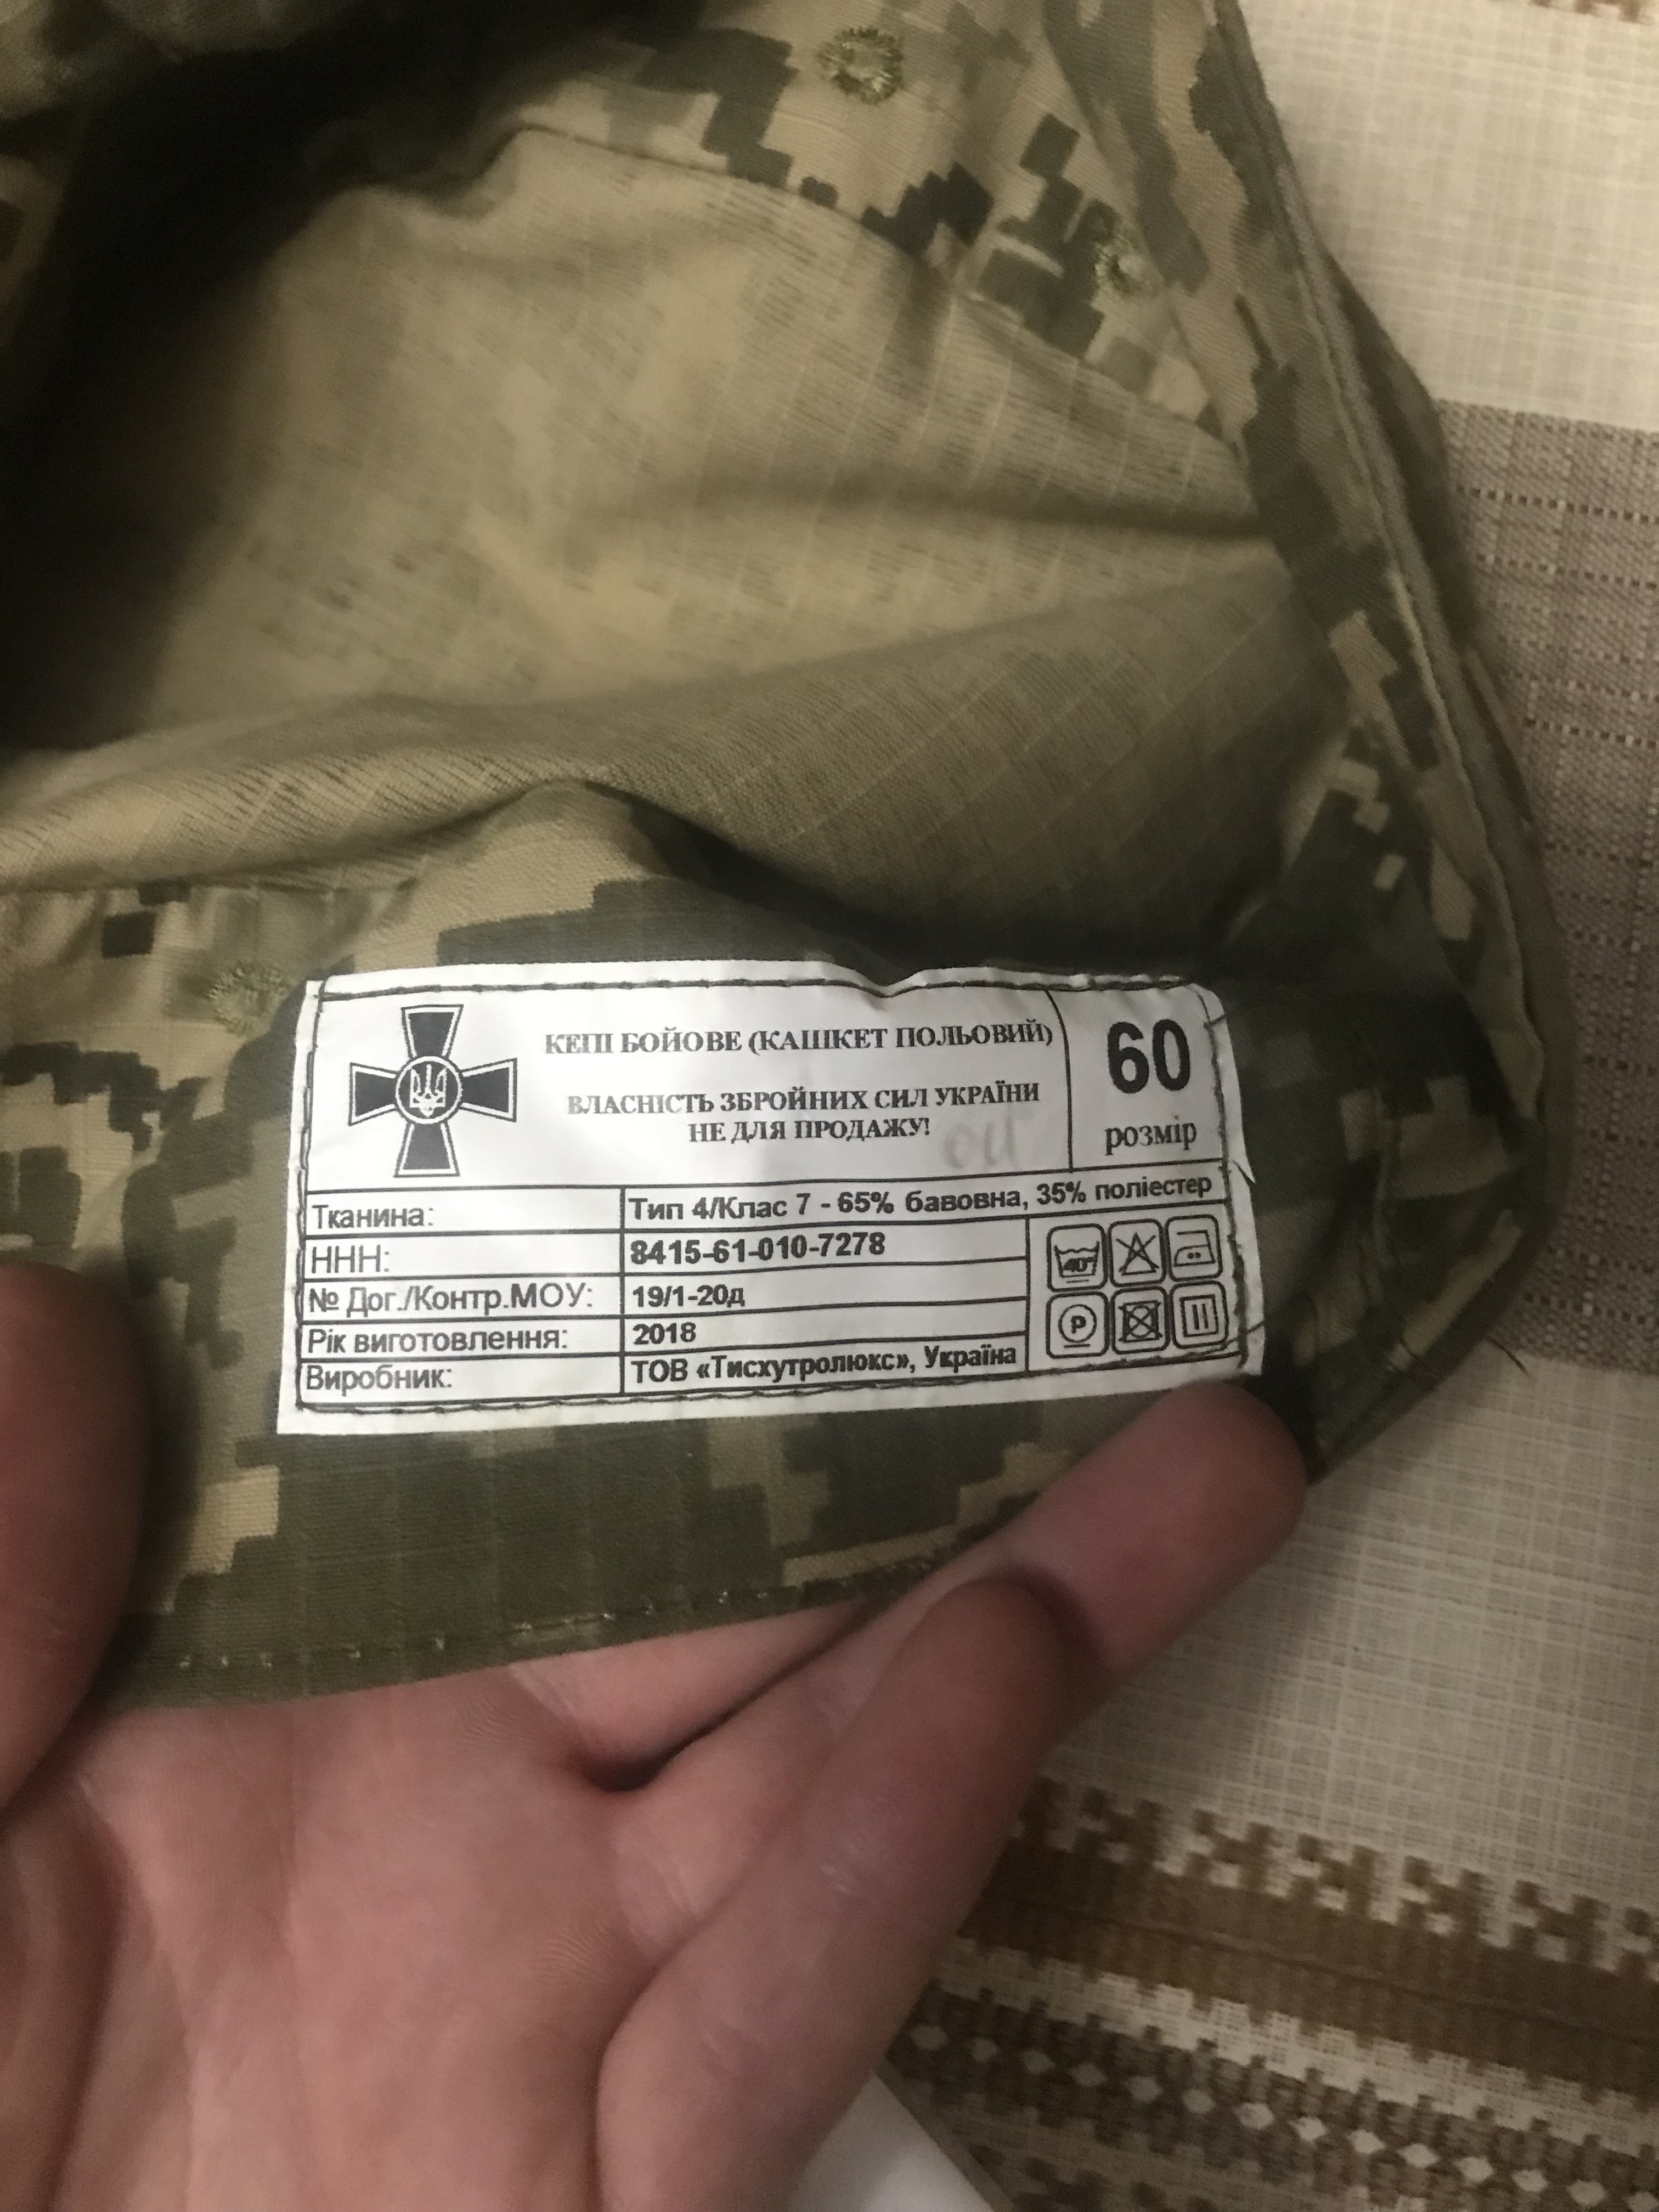 КЕПІ БОЙОВЕ (КАШКЕТ ПОЛЬОВИЙ)
ВЛАСНІСТЬ ЗБРОЙНИХ СИЛ УКРАЇНИ
НЕ ДЛЯ ПРОДАЖУ!
60
розмір
Тканина: Тип 4/Клас 7 - 65% бавовна, 35% поліестер
ННН: 8415-61-010-7278
№ Дог./Контр.МОУ: 19/1-20д
Рік виготовлення: 2018
Виробник: ТОВ «Тисхутролюкс», Україна
40°
P